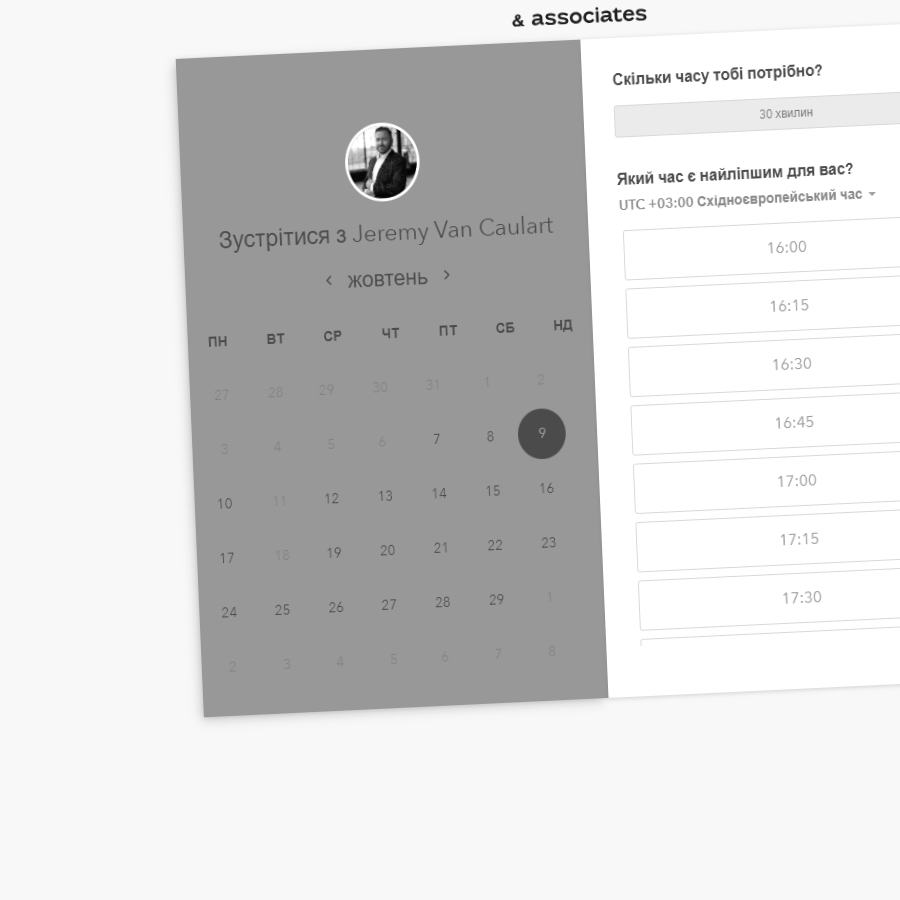 & associates
Зустрітися з Jeremy Van Caulart
жовтень
ПН ВТ СР ЧТ ПТ СБ НД
27 28 29 30 31 1 2
3 4 5 6 7 8 9
10 11 12 13 14 15 16
17 18 19 20 21 22 23
24 25 26 27 28 29 1
2 3 4 5 6 7 8
Скільки часу тобі потрібно?
30 хвилин
Який час є найліпшим для вас?
UTC +03:00 Східноєвропейський час
16:00
16:15
16:30
16:45
17:00
17:15
17:30